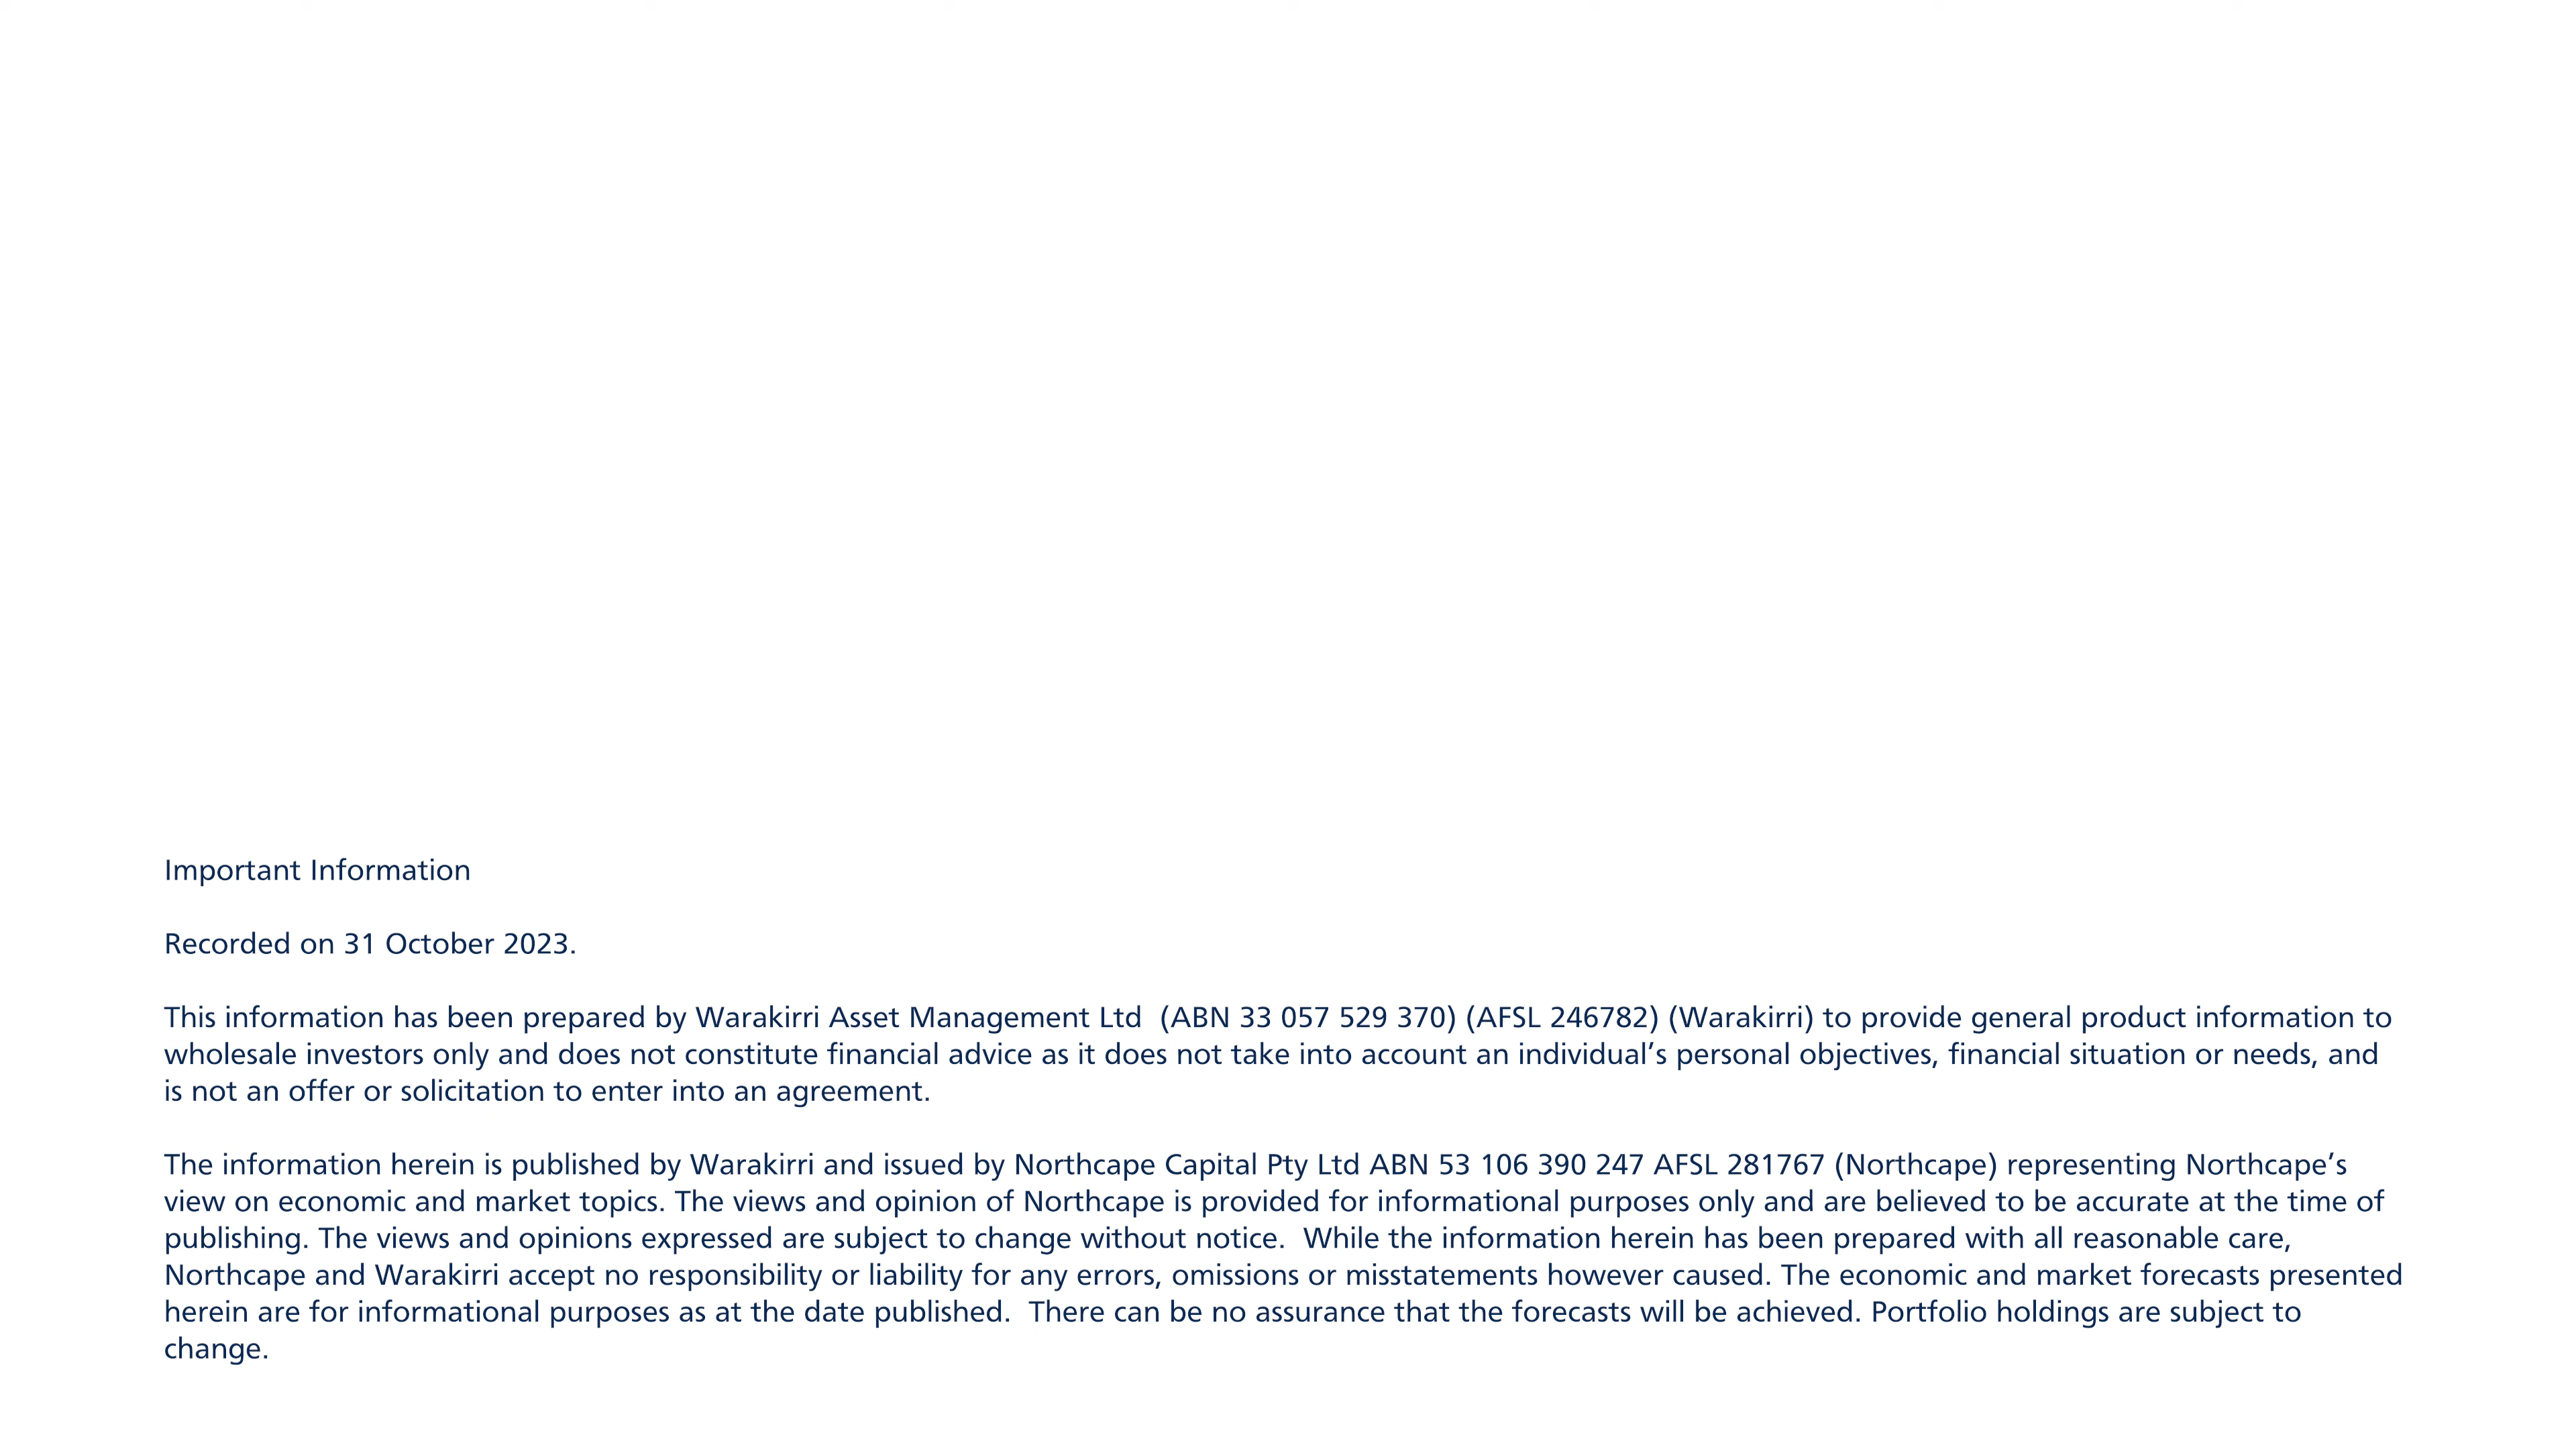 Important Information
Recorded on 31 October 2023.
This information has been prepared by Warakirri Asset Management Ltd  (ABN 33 057 529 370) (AFSL 246782) (Warakirri) to provide general product information to
wholesale investors only and does not constitute financial advice as it does not take into account an individual’s personal objectives, financial situation or needs, and
is not an offer or solicitation to enter into an agreement.
The information herein is published by Warakirri and issued by Northcape Capital Pty Ltd ABN 53 106 390 247 AFSL 281767 (Northcape) representing Northcape’s
view on economic and market topics. The views and opinion of Northcape is provided for informational purposes only and are believed to be accurate at the time of
publishing. The views and opinions expressed are subject to change without notice.  While the information herein has been prepared with all reasonable care,
Northcape and Warakirri accept no responsibility or liability for any errors, omissions or misstatements however caused. The economic and market forecasts presented
herein are for informational purposes as at the date published.  There can be no assurance that the forecasts will be achieved. Portfolio holdings are subject to
change.